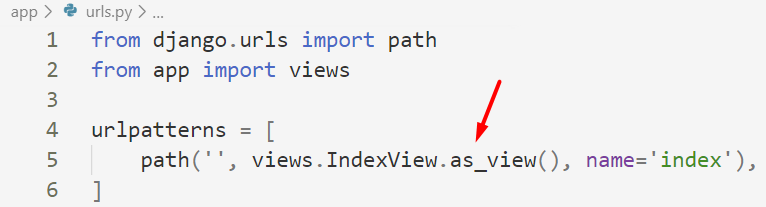 app > urls.py > ...
1 from django.urls import path
2 from app import views
3
4 urlpatterns = [
5     path('', views.IndexView.as_view(), name='index'),
6 ]